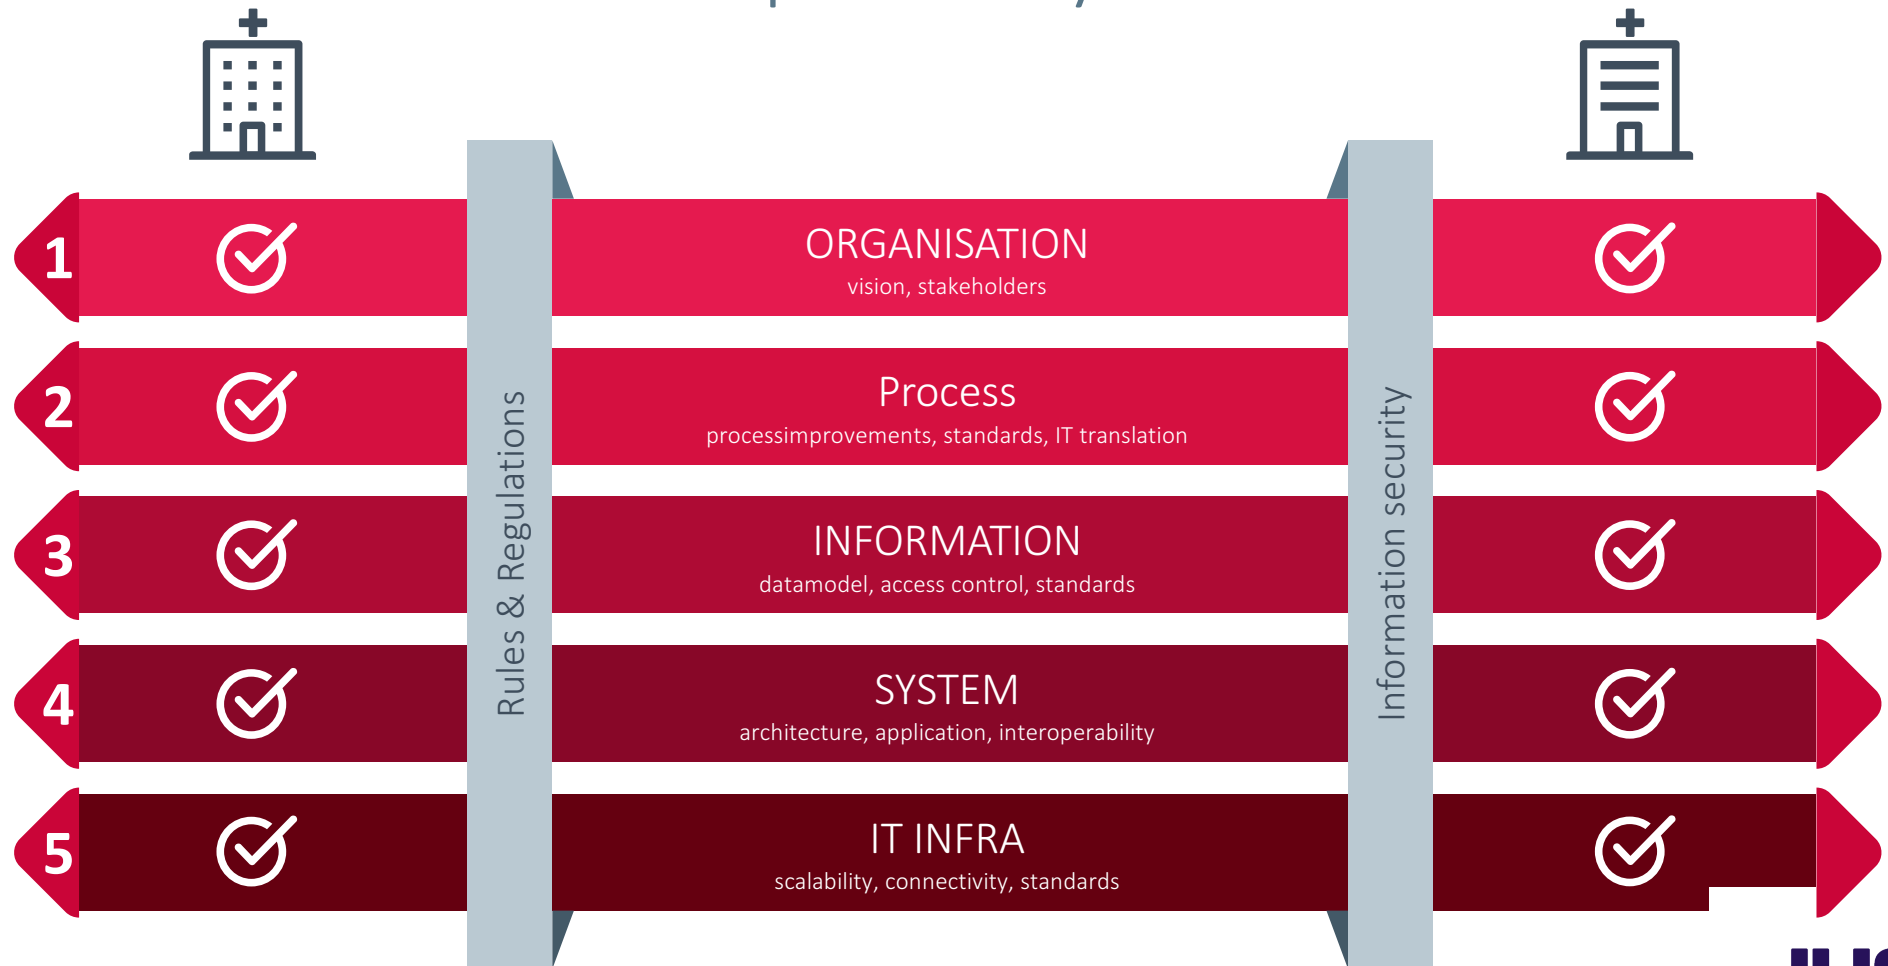 1
ORGANISATION
vision, stakeholders
2
Process
processimprovements, standards, IT translation
3
INFORMATION
datamodel, access control, standards
4
SYSTEM
architecture, application, interoperability
5
IT INFRA
scalability, connectivity, standards
Rules & Regulations
Information security